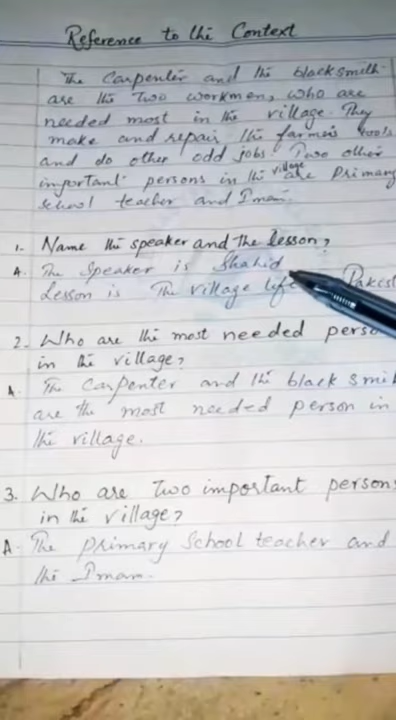 Reference to the Context
The Carpenter and the blacksmith
are the two workmen, who are
needed most in the village. They
make and repair the farmers tools
and do other odd jobs. Two other
important persons in the village are Primary
school teacher and Imam.
1. Name the speaker and the lesson?
A. The Speaker is Shahid
Lesson is The village life Pakist
2. Who are the most needed perso
in the village?
A. The Carpenter and the black smi
are the most needed person in
the village.
3. Who are Two important persons
in the village?
A. The primary School teacher and
the Imam.